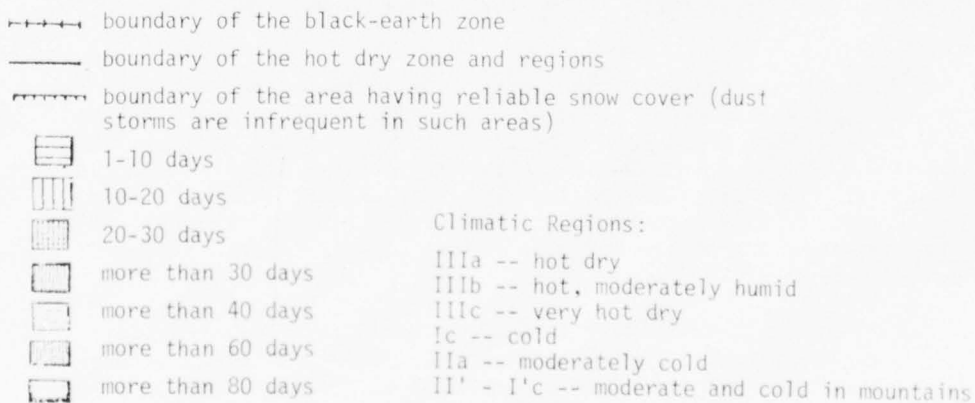 boundary of the black-earth zone
boundary of the hot dry zone and regions
boundary of the area having reliable snow cover (dust
storms are infrequent in such areas)
1-10 days
10-20 days
20-30 days
more than 30 days
more than 40 days
more than 60 days
more than 80 days
Climatic Regions:
IIIa -- hot dry
IIIb -- hot, moderately humid
IIIc -- very hot dry
Ic -- cold
IIa -- moderately cold
II' - I'c -- moderate and cold in mountains